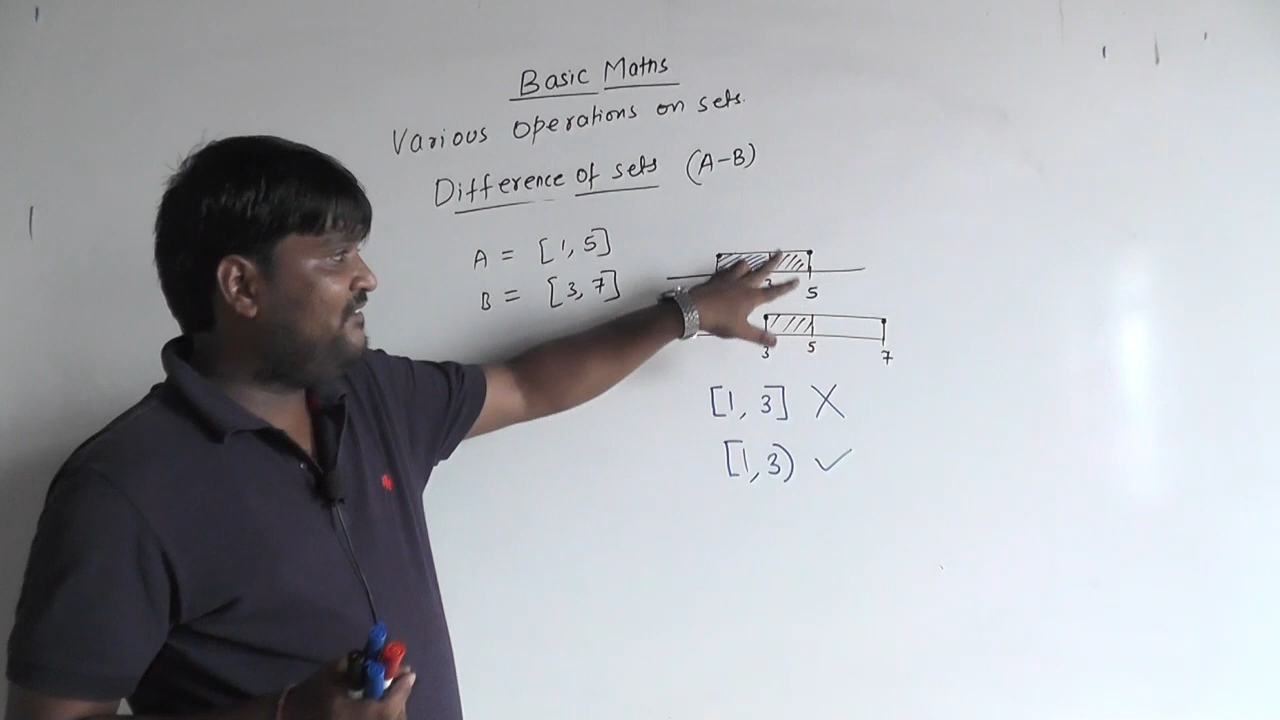 Basic Maths
Various Operations on sets.
Difference of sets (A-B)
A = [1, 5]
B = [3, 7]
5
3 5 7
[1, 3] X
[1, 3) ✓